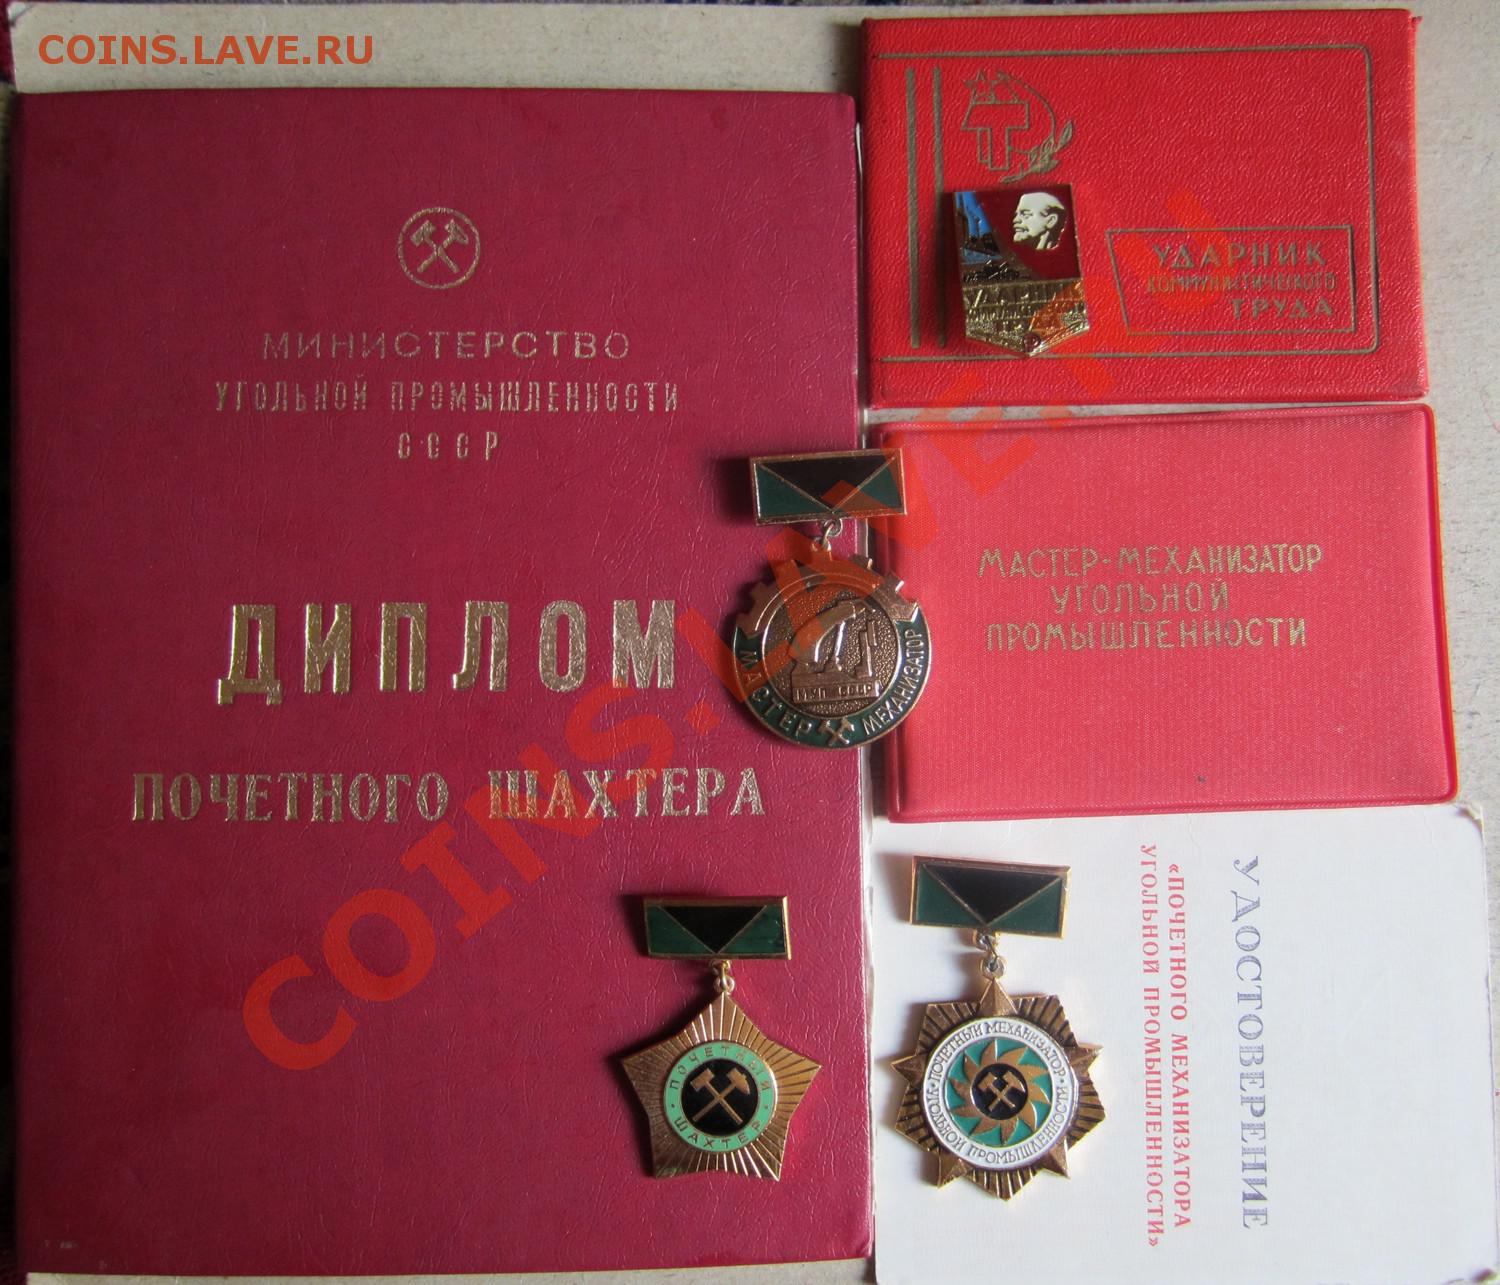 COINS.LAVE.RU
МИНИСТЕРСТВО
УГОЛЬНОЙ ПРОМЫШЛЕННОСТИ
СССР
ДИПЛОМ
ПОЧЕТНОГО ШАХТЕРА
УДАРНИК
КОММУНИСТИЧЕСКОГО
ТРУДА
УДАРНИК
МАСТЕР-МЕХАНИЗАТОР
УГОЛЬНОЙ
ПРОМЫШЛЕННОСТИ
МУП СССР
МАСТЕР МЕХАНИЗАТОР
ПОЧЕТНЫЙ
ШАХТЕР
ПОЧЕТНЫЙ МЕХАНИЗАТОР
УГОЛЬНОЙ ПРОМЫШЛЕННОСТИ
УДОСТОВЕРЕНИЕ
«ПОЧЕТНОГО МЕХАНИЗАТОРА
УГОЛЬНОЙ ПРОМЫШЛЕННОСТИ»
COINS.LAVE.RU